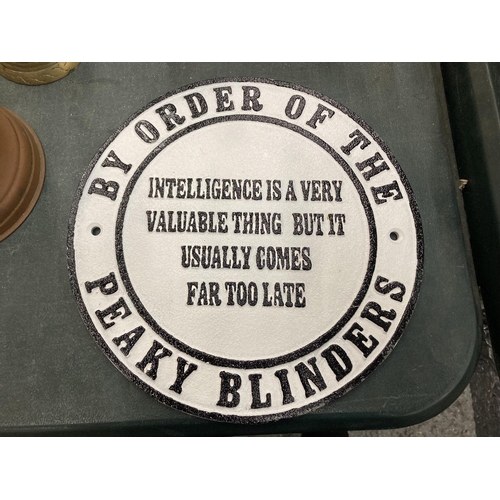 BY ORDER OF THE
INTELLIGENCE IS A VERY
VALUABLE THING BUT IT
USUALLY COMES
FAR TOO LATE
PEAKY BLINDERS